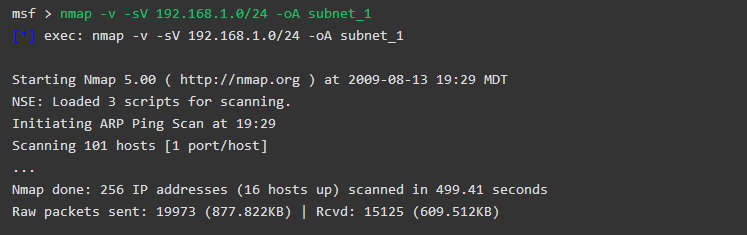 msf > nmap -v -sV 192.168.1.0/24 -oA subnet_1
[*] exec: nmap -v -sV 192.168.1.0/24 -oA subnet_1
Starting Nmap 5.00 ( http://nmap.org ) at 2009-08-13 19:29 MDT
NSE: Loaded 3 scripts for scanning.
Initiating ARP Ping Scan at 19:29
Scanning 101 hosts [1 port/host]
...
Nmap done: 256 IP addresses (16 hosts up) scanned in 499.41 seconds
Raw packets sent: 19973 (877.822KB) | Rcvd: 15125 (609.512KB)